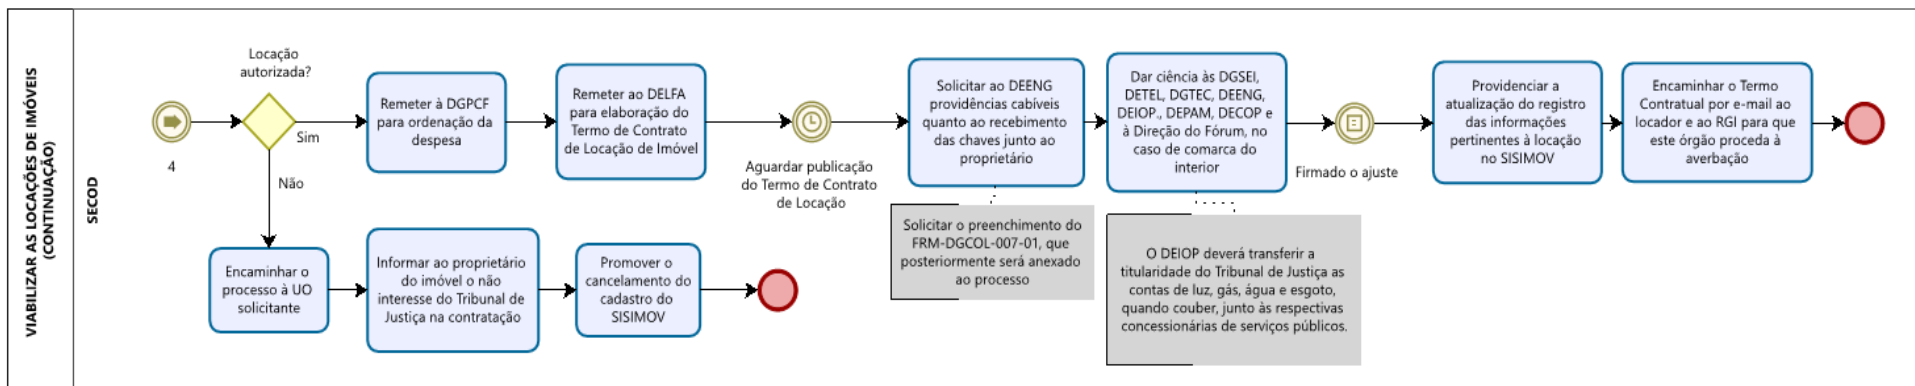 VIABILIZAR AS LOCAÇÕES DE IMÓVEIS
(CONTINUAÇÃO)
SECOD
4
Locação
autorizada?
Sim
Não
Remeter à DGPCF
para ordenação da
despesa
Remeter ao DELFA
para elaboração do
Termo de Contrato
de Locação de Imóvel
Aguardar publicação
do Termo de Contrato
de Locação
Solicitar ao DEENG
providências cabíveis
quanto ao recebimento
das chaves junto ao
proprietário
Dar ciência às DGSEI,
DETEL, DGTEC, DEENG,
DEIOP., DEPAM, DECOP e
à Direção do Fórum, no
caso de comarca do
interior
Firmado o ajuste
Providenciar a
atualização do registro
das informações
pertinentes à locação
no SISIMOV
Encaminhar o Termo
Contratual por e-mail ao
locador e ao RGI para que
este órgão proceda à
averbação
Encaminhar o
processo à UO
solicitante
Informar ao proprietário
do imóvel o não
interesse do Tribunal de
Justiça na contratação
Promover o
cancelamento do
cadastro do
SISIMOV
Solicitar o preenchimento do
FRM-DGCOL-007-01, que
posteriormente será anexado
ao processo
O DEIOP deverá transferir a
titularidade do Tribunal de Justiça as
contas de luz, gás, água e esgoto,
quando couber, junto às respectivas
concessionárias de serviços públicos.